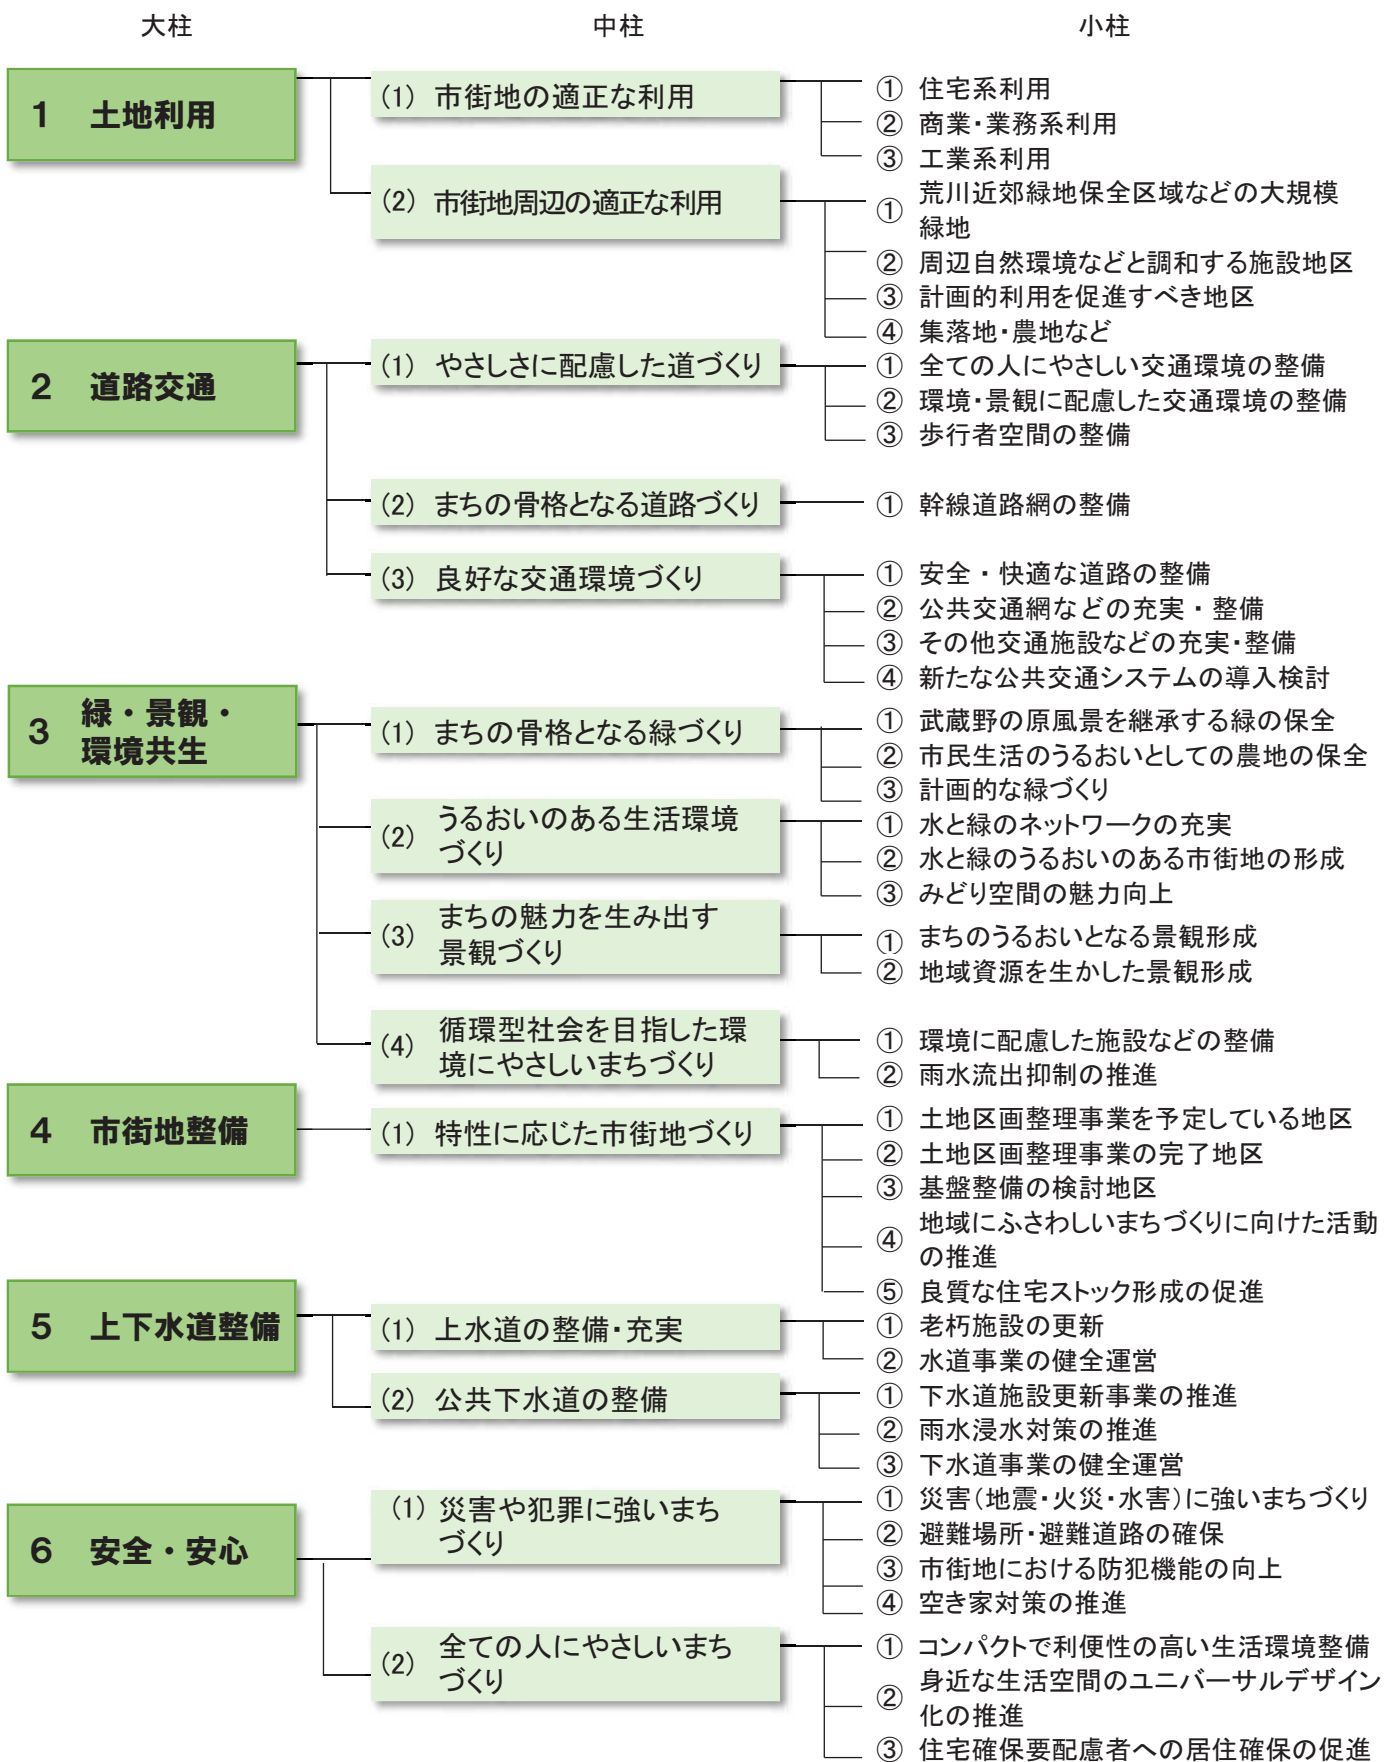 大柱 中柱 小柱
1 土地利用
(1) 市街地の適正な利用
① 住宅系利用
② 商業・業務系利用
③ 工業系利用
(2) 市街地周辺の適正な利用
① 荒川近郊緑地保全区域などの大規模
緑地
② 周辺自然環境などと調和する施設地区
③ 計画的利用を促進すべき地区
④ 集落地・農地など
2 道路交通
(1) やさしさに配慮した道づくり
① 全ての人にやさしい交通環境の整備
② 環境・景観に配慮した交通環境の整備
③ 歩行者空間の整備
(2) まちの骨格となる道路づくり
① 幹線道路網の整備
(3) 良好な交通環境づくり
① 安全・快適な道路の整備
② 公共交通網などの充実・整備
③ その他交通施設などの充実・整備
④ 新たな公共交通システムの導入検討
3 緑・景観・
環境共生
(1) まちの骨格となる緑づくり
① 武蔵野の原風景を継承する緑の保全
② 市民生活のうるおいとしての農地の保全
③ 計画的な緑づくり
(2) うるおいのある生活環境
づくり
① 水と緑のネットワークの充実
② 水と緑のうるおいのある市街地の形成
③ みどり空間の魅力向上
(3) まちの魅力を生み出す
景観づくり
① まちのうるおいとなる景観形成
② 地域資源を生かした景観形成
(4) 循環型社会を目指した環
境にやさしいまちづくり
① 環境に配慮した施設などの整備
② 雨水流出抑制の推進
4 市街地整備
(1) 特性に応じた市街地づくり
① 土地区画整理事業を予定している地区
② 土地区画整理事業の完了地区
③ 基盤整備の検討地区
④ 地域にふさわしいまちづくりに向けた活動
の推進
⑤ 良質な住宅ストック形成の促進
5 上下水道整備
(1) 上水道の整備・充実
① 老朽施設の更新
② 水道事業の健全運営
(2) 公共下水道の整備
① 下水道施設更新事業の推進
② 雨水浸水対策の推進
③ 下水道事業の健全運営
6 安全・安心
(1) 災害や犯罪に強いまち
づくり
① 災害(地震・火災・水害)に強いまちづくり
② 避難場所・避難道路の確保
③ 市街地における防犯機能の向上
④ 空き家対策の推進
(2) 全ての人にやさしいまち
づくり
① コンパクトで利便性の高い生活環境整備
② 身近な生活空間のユニバーサルデザイン
化の推進
③ 住宅確保要配慮者への居住確保の促進